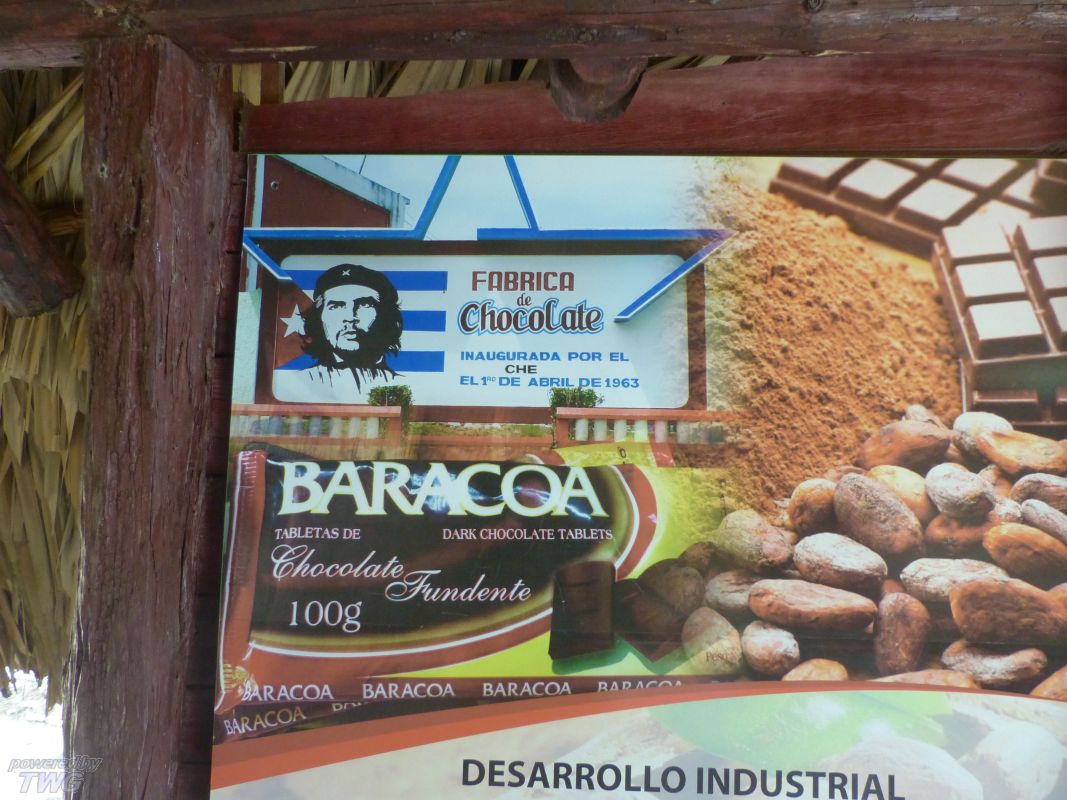 FABRICA
de
Chocolate
INAUGURADA POR EL
CHE
EL 1RO DE ABRIL DE 1963
BARACOA
TABLETAS DE
DARK CHOCOLATE TABLETS
Chocolate
Fundente
100g
BARACOA BARACOA BARACOA BARACOA
BARACOA
DESARROLLO INDUSTRIAL
powered by
TWG